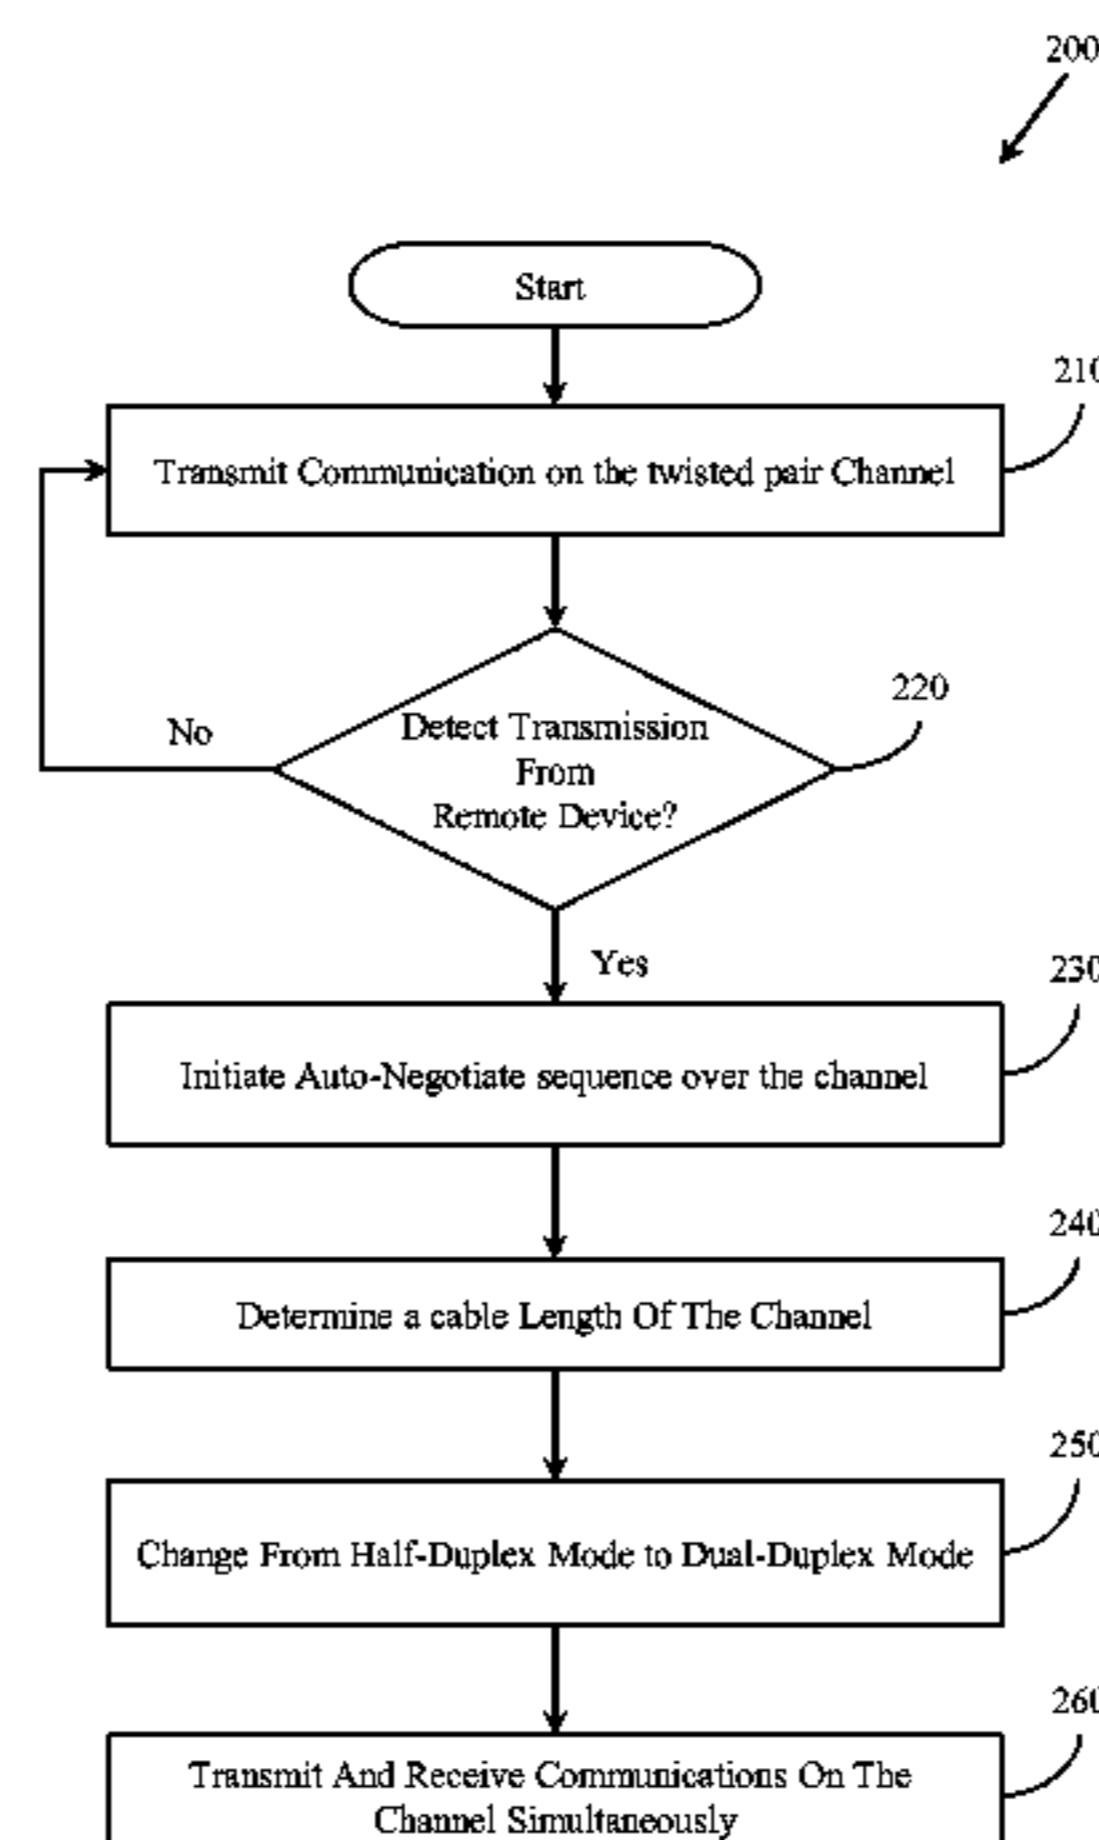 200
Start
210
Transmit Communication on the twisted pair Channel
220
No
Detect Transmission
From
Remote Device?
Yes
230
Initiate Auto-Negotiate sequence over the channel
240
Determine a cable Length Of The Channel
250
Change From Half-Duplex Mode to Dual-Duplex Mode
260
Transmit And Receive Communications On The
Channel Simultaneously